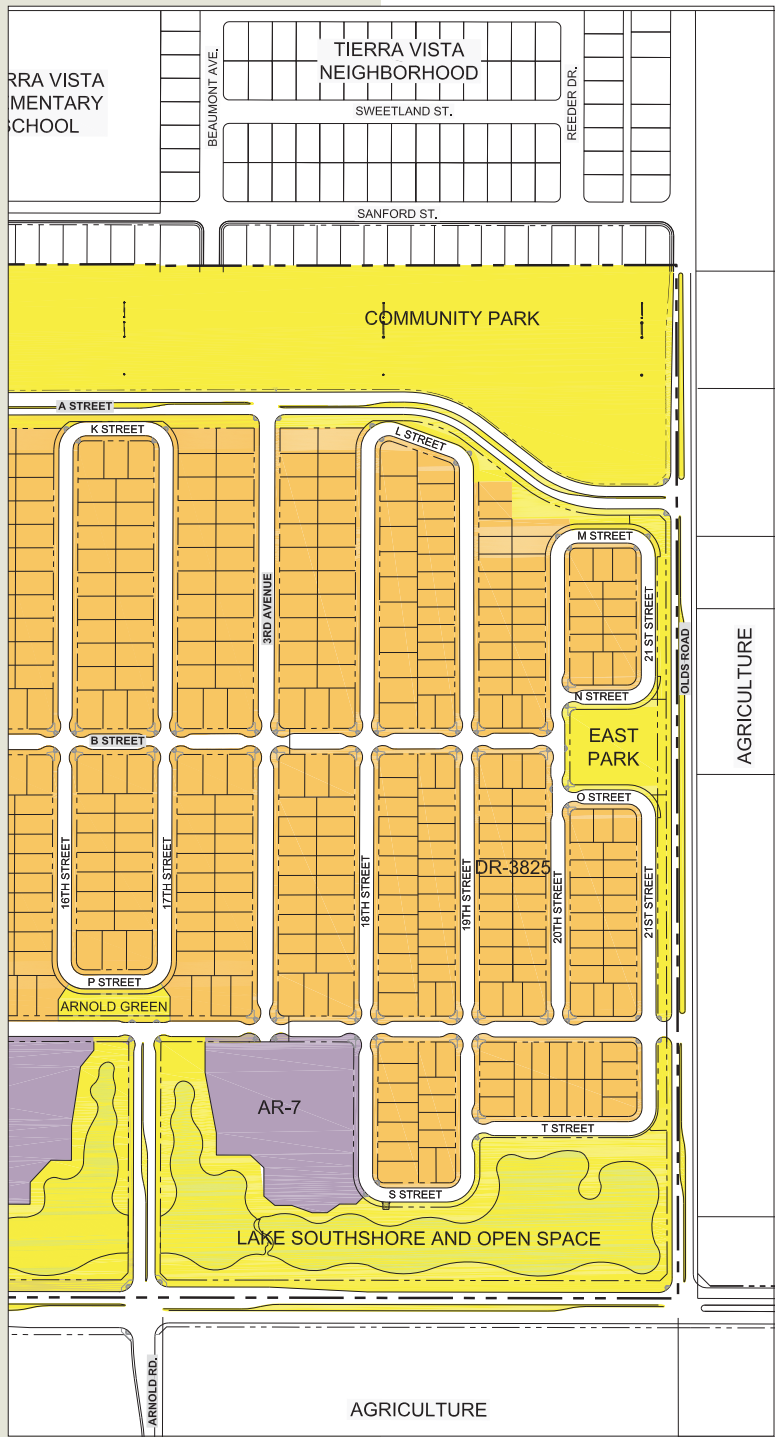 TIERRA VISTA
NEIGHBORHOOD
RRA VISTA
MENTARY
SCHOOL
BEAUMONT AVE.
REEDER DR.
SWEETLAND ST.
SANFORD ST.
COMMUNITY PARK
A STREET
K STREET
L STREET
M STREET
3RD AVENUE
21 ST STREET
OLDS ROAD
AGRICULTURE
N STREET
EAST
PARK
B STREET
O STREET
16TH STREET
17TH STREET
18TH STREET
19TH STREET
DR-3825
20TH STREET
21ST STREET
P STREET
ARNOLD GREEN
AR-7
T STREET
S STREET
LAKE SOUTHSHORE AND OPEN SPACE
ARNOLD RD.
AGRICULTURE